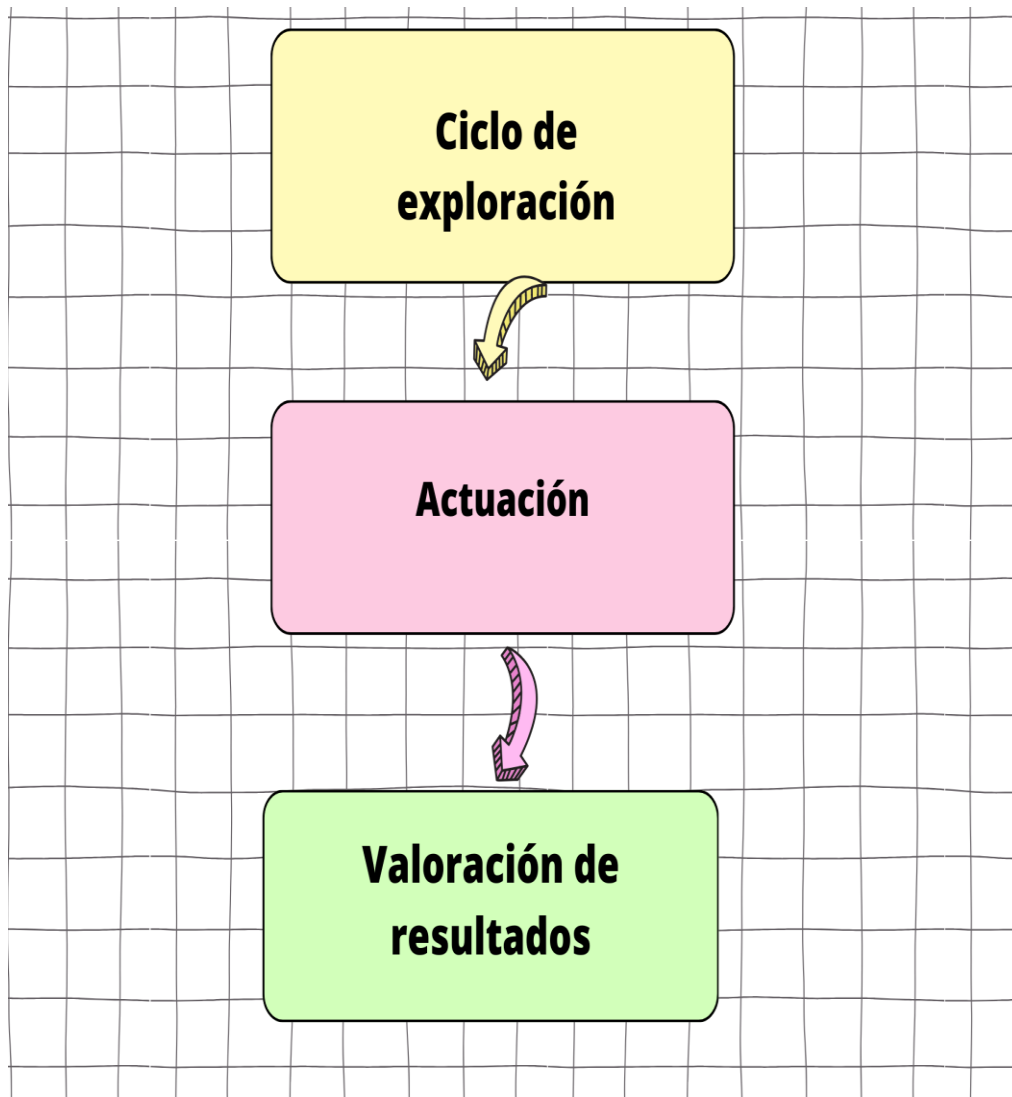 Ciclo de
exploración
Actuación
Valoración de
resultados